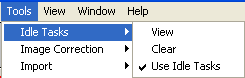 Tools View Window Help
Idle Tasks
Image Correction
Import
View
Clear
Use Idle Tasks